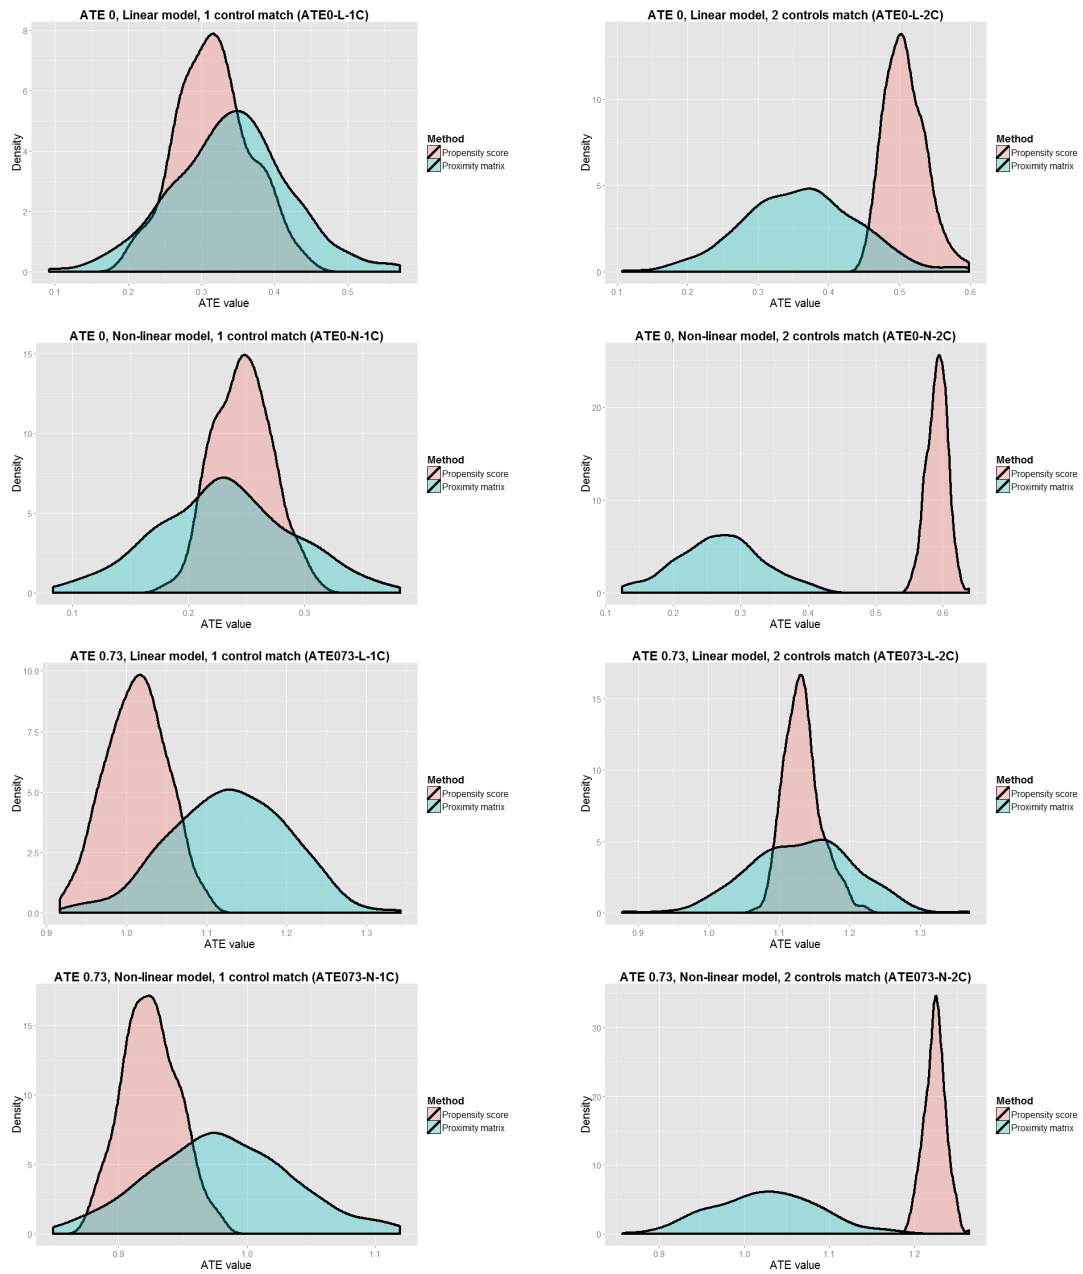 ATE 0, Linear model, 1 control match (ATE0-L-1C)
8
6
4
2
0
Density
0.1 0.2 0.3 0.4 0.5
ATE value
Method
Propensity score
Proximity matrix
ATE 0, Linear model, 2 controls match (ATE0-L-2C)
10
5
0
Density
0.1 0.2 0.3 0.4 0.5 0.6
ATE value
Method
Propensity score
Proximity matrix
ATE 0, Non-linear model, 1 control match (ATE0-N-1C)
15
10
5
0
Density
0.1 0.2 0.3
ATE value
Method
Propensity score
Proximity matrix
ATE 0, Non-linear model, 2 controls match (ATE0-N-2C)
20
10
0
Density
0.1 0.2 0.3 0.4 0.5 0.6
ATE value
Method
Propensity score
Proximity matrix
ATE 0.73, Linear model, 1 control match (ATE073-L-1C)
10.0
7.5
5.0
2.5
0.0
Density
0.9 1.0 1.1 1.2 1.3
ATE value
Method
Propensity score
Proximity matrix
ATE 0.73, Linear model, 2 controls match (ATE073-L-2C)
15
10
5
0
Density
0.9 1.0 1.1 1.2 1.3
ATE value
Method
Propensity score
Proximity matrix
ATE 0.73, Non-linear model, 1 control match (ATE073-N-1C)
15
10
5
0
Density
0.9 1.0 1.1
ATE value
Method
Propensity score
Proximity matrix
ATE 0.73, Non-linear model, 2 controls match (ATE073-N-2C)
30
20
10
0
Density
0.9 1.0 1.1 1.2
ATE value
Method
Propensity score
Proximity matrix